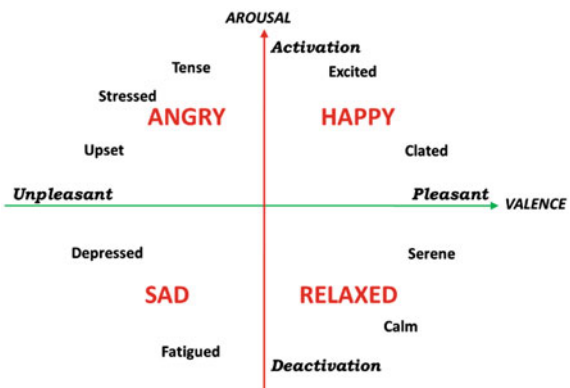 AROUSAL
Activation
Tense
Excited
Stressed
ANGRY
HAPPY
Upset
Clated
Unpleasant
Pleasant
VALENCE
Depressed
Serene
SAD
RELAXED
Calm
Fatigued
Deactivation